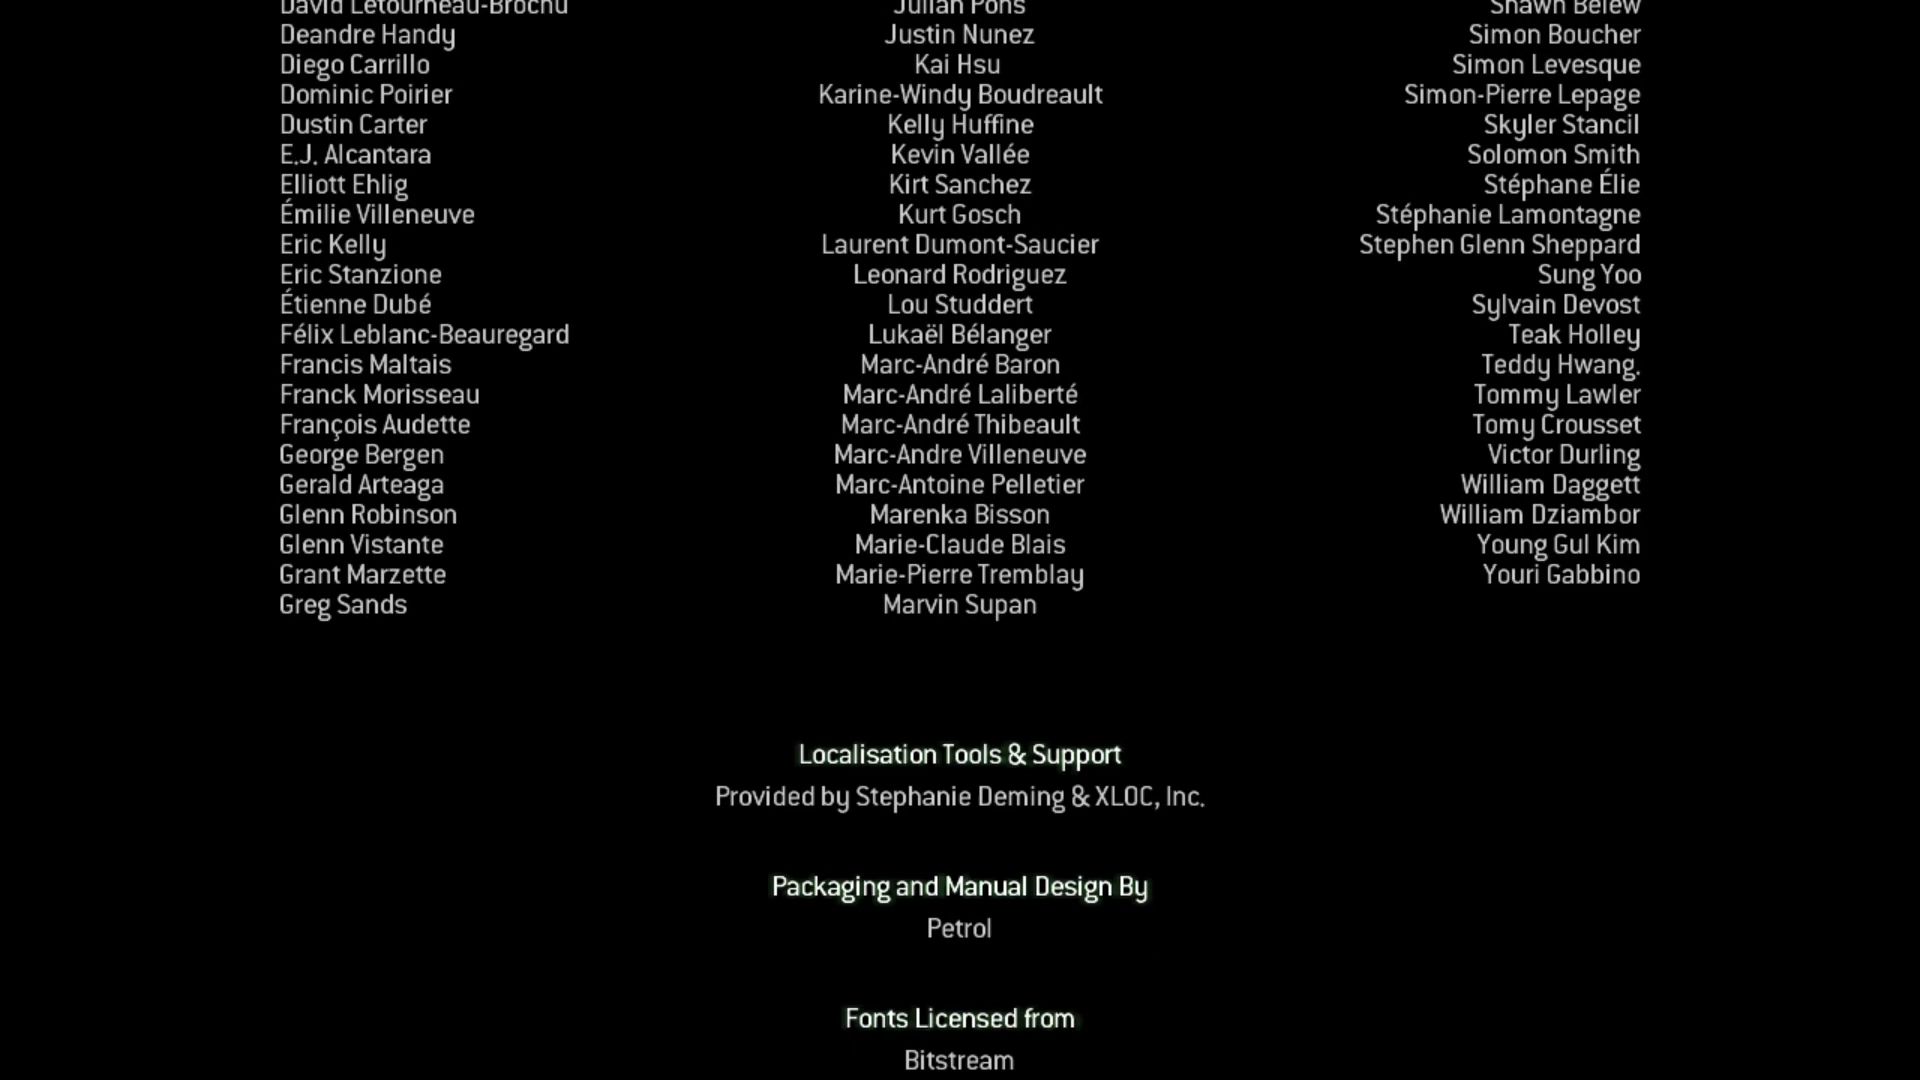 David Letourneau-Brochu
Deandre Handy
Diego Carrillo
Dominic Poirier
Dustin Carter
E.J. Alcantara
Elliott Ehlig
Émilie Villeneuve
Eric Kelly
Eric Stanzione
Étienne Dubé
Félix Leblanc-Beauregard
Francis Maltais
Franck Morisseau
François Audette
George Bergen
Gerald Arteaga
Glenn Robinson
Glenn Vistante
Grant Marzette
Greg Sands
Julian Pons
Justin Nunez
Kai Hsu
Karine-Windy Boudreault
Kelly Huffine
Kevin Vallée
Kirt Sanchez
Kurt Gosch
Laurent Dumont-Saucier
Leonard Rodriguez
Lou Studdert
Lukaël Bélanger
Marc-André Baron
Marc-André Laliberté
Marc-André Thibeault
Marc-Andre Villeneuve
Marc-Antoine Pelletier
Marenka Bisson
Marie-Claude Blais
Marie-Pierre Tremblay
Marvin Supan
Shawn Belew
Simon Boucher
Simon Levesque
Simon-Pierre Lepage
Skyler Stancil
Solomon Smith
Stéphane Élie
Stéphanie Lamontagne
Stephen Glenn Sheppard
Sung Yoo
Sylvain Devost
Teak Holley
Teddy Hwang.
Tommy Lawler
Tomy Crousset
Victor Durling
William Daggett
William Dziambor
Young Gul Kim
Youri Gabbino
Localisation Tools & Support
Provided by Stephanie Deming & XLOC, Inc.
Packaging and Manual Design By
Petrol
Fonts Licensed from
Bitstream